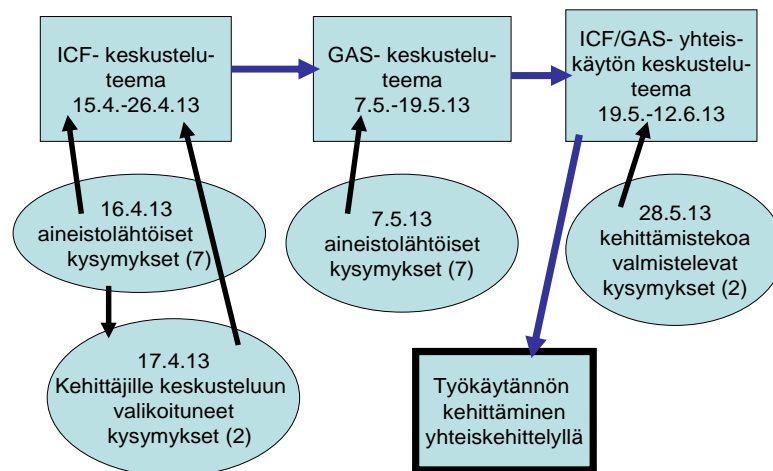 ICF- keskustelu-
teema
15.4.-26.4.13
GAS- keskustelu-
teema
7.5.-19.5.13
ICF/GAS- yhteis-
käytön keskustelu-
teema
19.5.-12.6.13
16.4.13
aineistolähtöiset
kysymykset (7)
7.5.13
aineistolähtöiset
kysymykset (7)
28.5.13
kehittämistekoa
valmistelevat
kysymykset (2)
17.4.13
Kehittäjille keskusteluun
valikoituneet
kysymykset (2)
Työkäytännön
kehittäminen
yhteiskehittelyllä